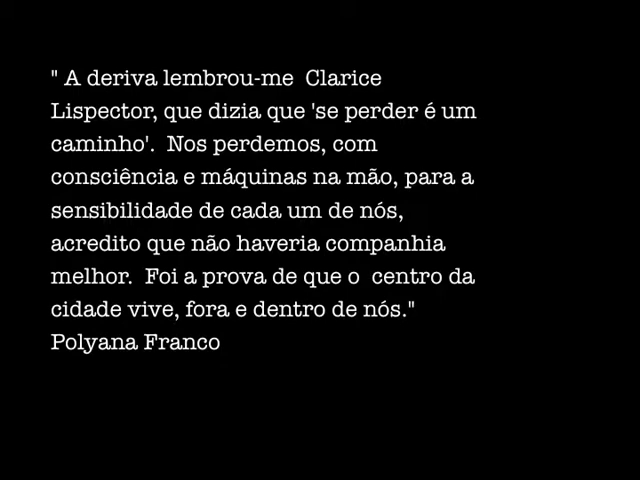 " A deriva lembrou-me  Clarice
Lispector, que dizia que 'se perder é um
caminho'.  Nos perdemos, com
consciência e máquinas na mão, para a
sensibilidade de cada um de nós,
acredito que não haveria companhia
melhor.  Foi a prova de que o  centro da
cidade vive, fora e dentro de nós."
Polyana Franco